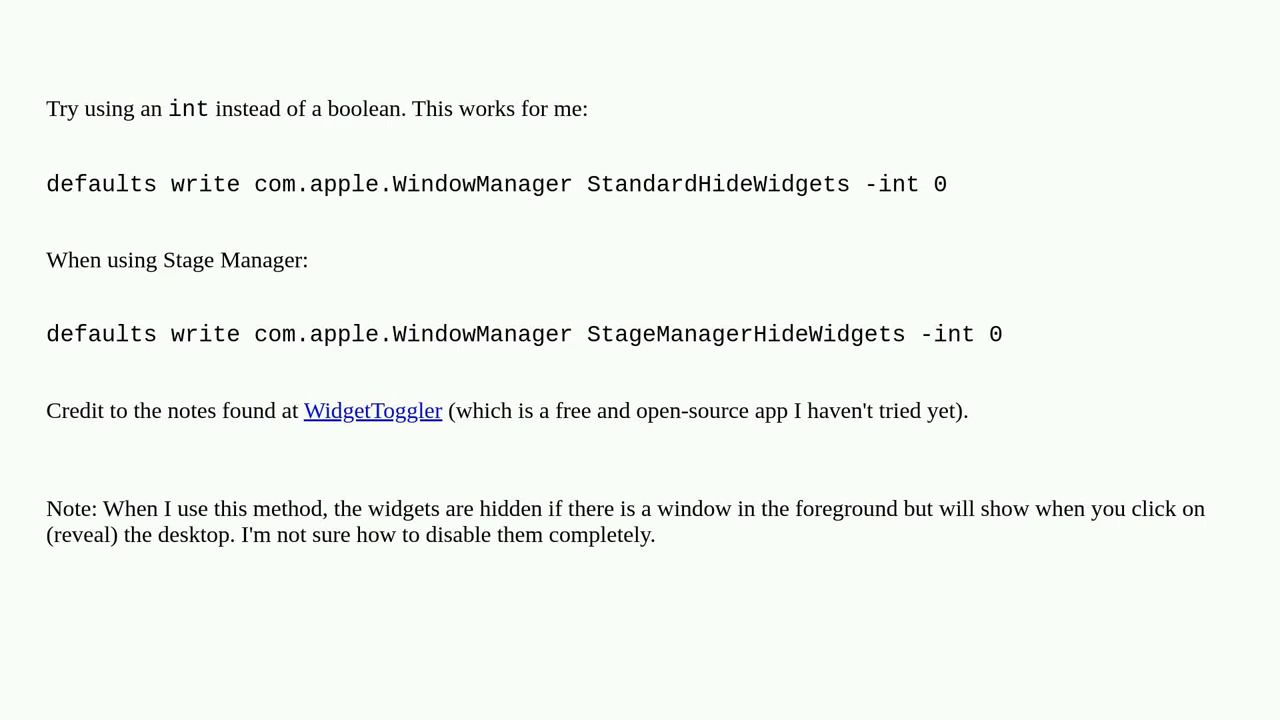 Try using an int instead of a boolean. This works for me:
defaults write com.apple.WindowManager StandardHideWidgets -int 0
When using Stage Manager:
defaults write com.apple.WindowManager StageManagerHideWidgets -int 0
Credit to the notes found at WidgetToggler (which is a free and open-source app I haven't tried yet).
Note: When I use this method, the widgets are hidden if there is a window in the foreground but will show when you click on
(reveal) the desktop. I'm not sure how to disable them completely.